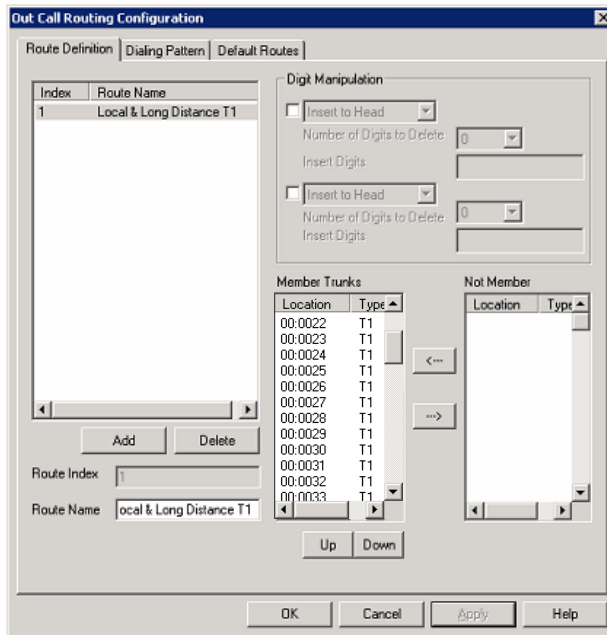 Out Call Routing Configuration
Route Definition
Dialing Pattern
Default Routes
Index Route Name
1 Local & Long Distance T1
Add
Delete
Route Index 1
Route Name ocal & Long Distance T1
Digit Manipulation
Insert to Head
Number of Digits to Delete 0
Insert Digits
Insert to Head
Number of Digits to Delete 0
Insert Digits
Member Trunks
Location Type
00:0022 T1
00:0023 T1
00:0024 T1
00:0025 T1
00:0026 T1
00:0027 T1
00:0028 T1
00:0029 T1
00:0030 T1
00:0031 T1
00:0032 T1
00:0033 T1
<---
--->
Not Member
Location Type
Up
Down
OK
Cancel
Apply
Help